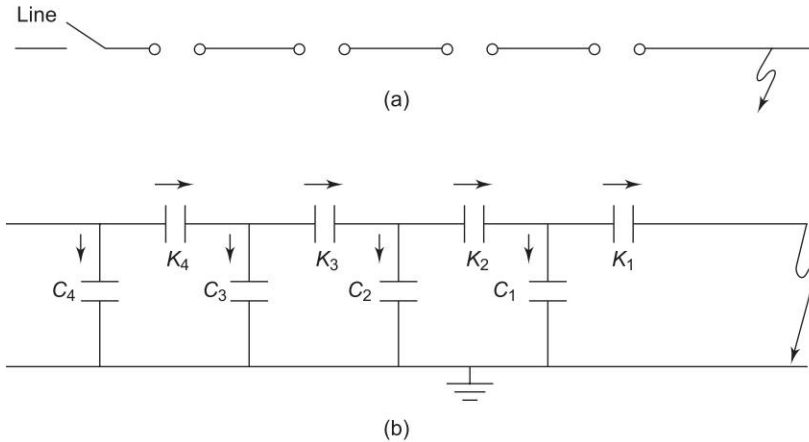 Line
(a)
K₄ K₃ K₂ K₁
C₄ C₃ C₂ C₁
(b)